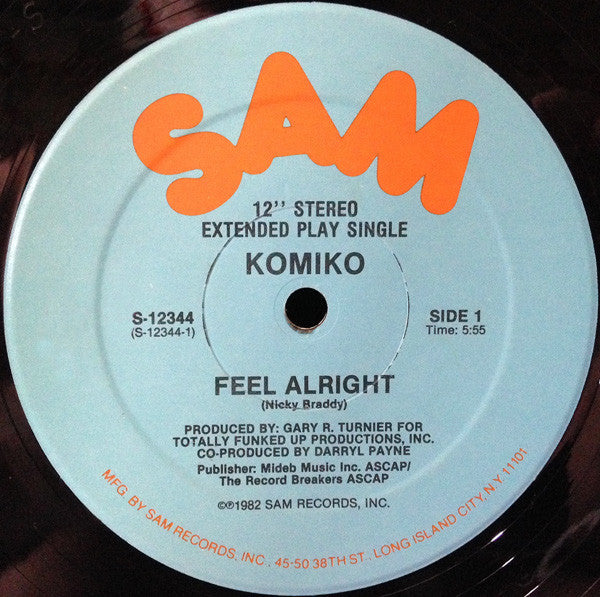 SAM
12'' STEREO
EXTENDED PLAY SINGLE
KOMIKO
S-12344
(S-12344-1)
SIDE 1
Time: 5:55
FEEL ALRIGHT
(Nicky Braddy)
PRODUCED BY: GARY R. TURNIER FOR
TOTALLY FUNKED UP PRODUCTIONS, INC.
CO-PRODUCED BY DARRYL PAYNE
Publisher: Mideb Music Inc. ASCAP/
The Record Breakers ASCAP
©℗1982 SAM RECORDS, INC.
MFG. BY SAM RECORDS, INC. 45-50 38TH ST. LONG ISLAND CITY, N.Y. 11101